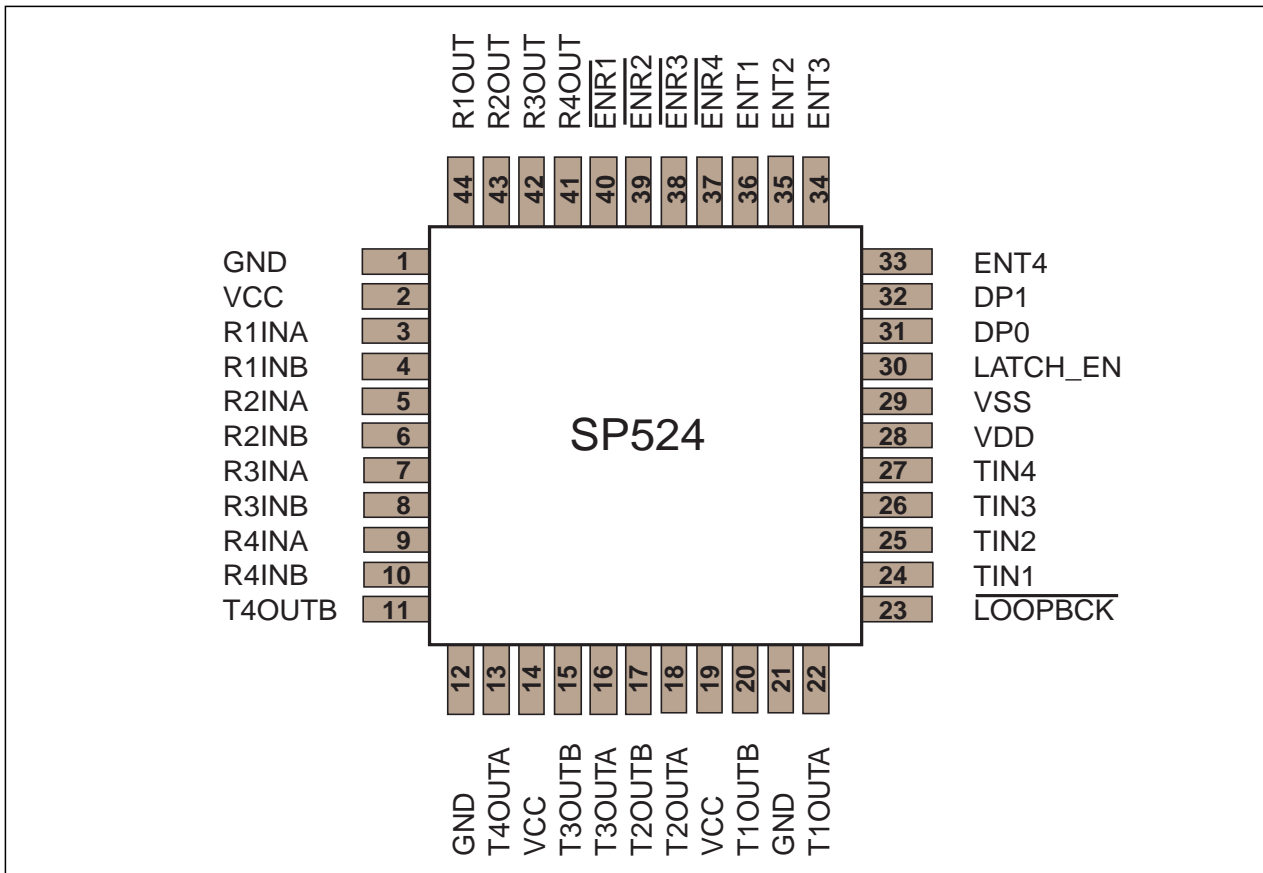 R1OUT
R2OUT
R3OUT
R4OUT
ENR1
ENR2
ENR3
ENR4
ENT1
ENT2
ENT3
44
43
42
41
40
39
38
37
36
35
34
GND 1
VCC 2
R1INA 3
R1INB 4
R2INA 5
R2INB 6
R3INA 7
R3INB 8
R4INA 9
R4INB 10
T4OUTB 11
SP524
33 ENT4
32 DP1
31 DP0
30 LATCH_EN
29 VSS
28 VDD
27 TIN4
26 TIN3
25 TIN2
24 TIN1
23 LOOPBCK
12
13
14
15
16
17
18
19
20
21
22
GND
T4OUTA
VCC
T3OUTB
T3OUTA
T2OUTB
T2OUTA
VCC
T1OUTB
GND
T1OUTA